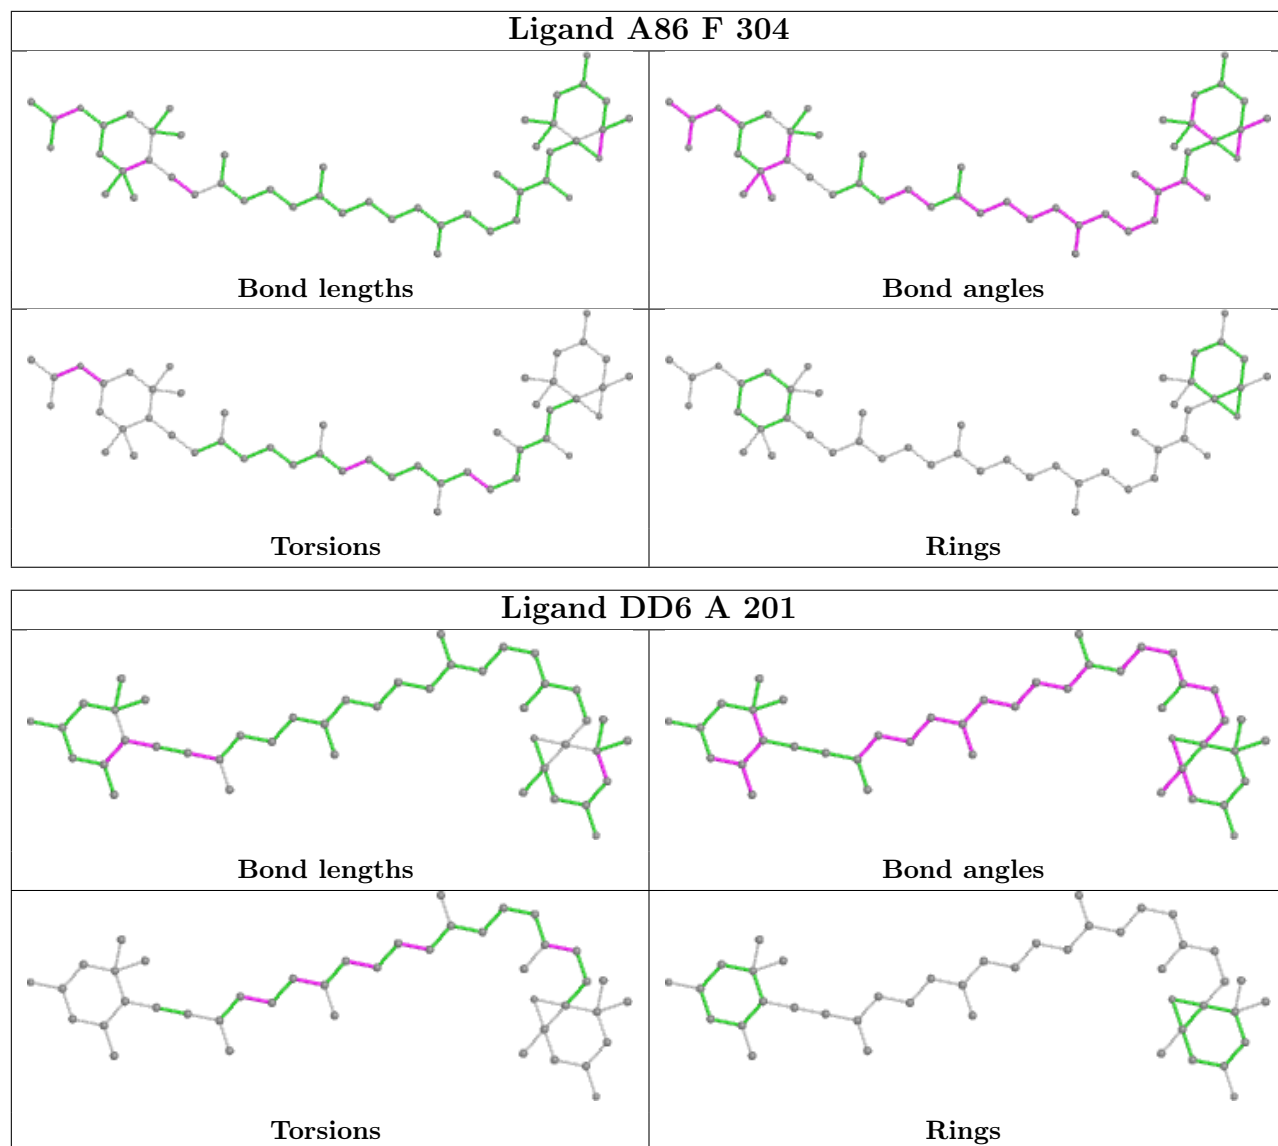 Ligand A86 F 304
Bond lengths
Bond angles
Torsions
Rings
Ligand DD6 A 201
Bond lengths
Bond angles
Torsions
Rings